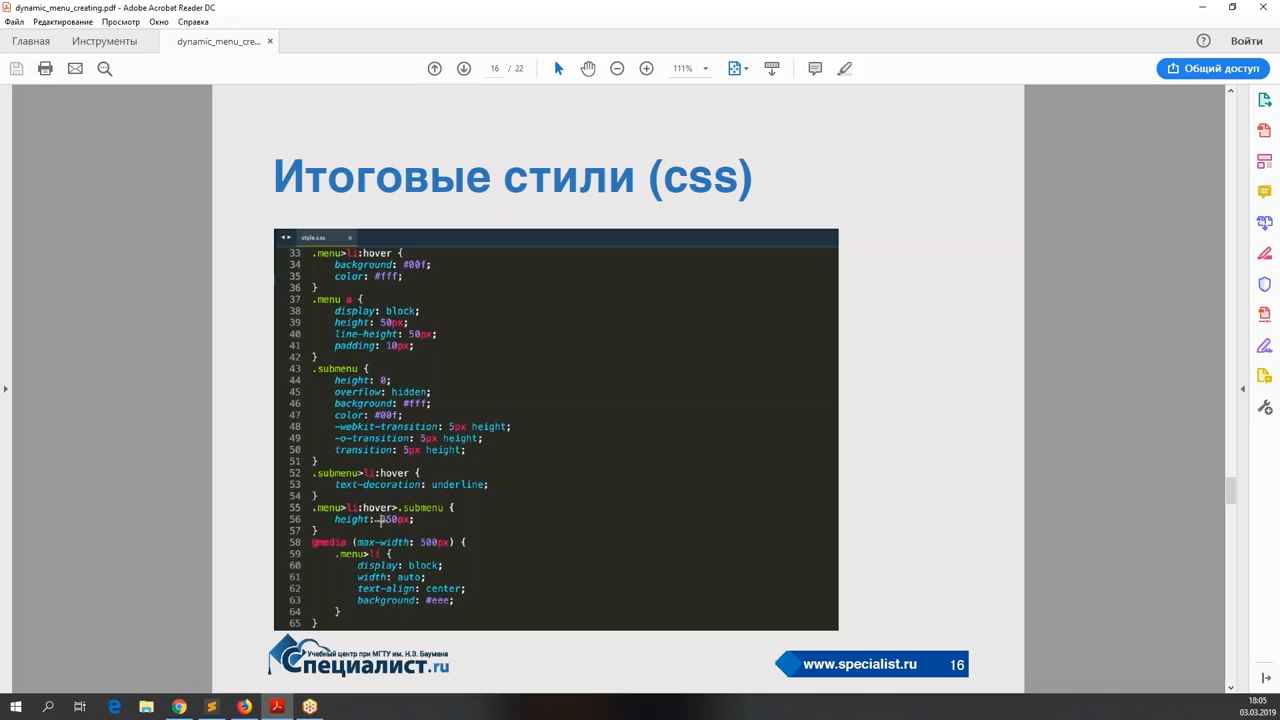 dynamic_menu_creating.pdf - Adobe Acrobat Reader DC
Файл Редактирование Просмотр Окно Справка
Главная Инструменты dynamic_menu_cre... × Войти
16 / 22 111% Общий доступ
Итоговые стили (css)
style.css ×
33 .menu>li:hover {
34 background: #00f;
35 color: #fff;
36 }
37 .menu a {
38 display: block;
39 height: 50px;
40 line-height: 50px;
41 padding: 10px;
42 }
43 .submenu {
44 height: 0;
45 overflow: hidden;
46 background: #fff;
47 color: #00f;
48 -webkit-transition: 5px height;
49 -o-transition: 5px height;
50 transition: 5px height;
51 }
52 .submenu>li:hover {
53 text-decoration: underline;
54 }
55 .menu>li:hover>.submenu {
56 height:
57 }
58 @media (max-width: 500px) {
59 .menu>li {
60 display: block;
61 width: auto;
62 text-align: center;
63 background: #eee;
64 }
65 }
Учебный центр при МГТУ им. Н.Э. Баумана
Специалист.ru
www.specialist.ru 16
18:05
03.03.2019